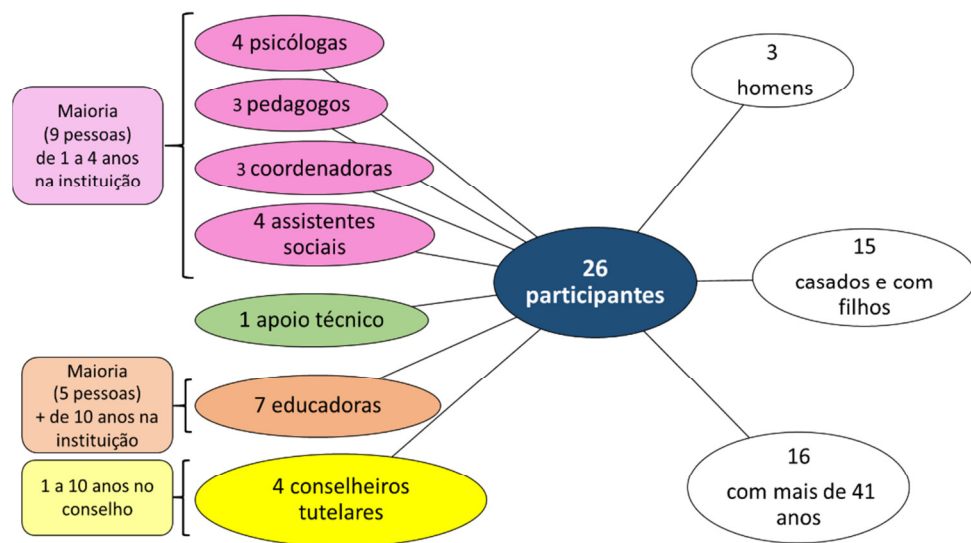 Maioria
(9 pessoas)
de 1 a 4 anos
na instituição
4 psicólogas
3 pedagogos
3 coordenadoras
4 assistentes
sociais
1 apoio técnico
Maioria
(5 pessoas)
+ de 10 anos na
instituição
7 educadoras
1 a 10 anos no
conselho
4 conselheiros
tutelares
26
participantes
3
homens
15
casados e com
filhos
16
com mais de 41
anos